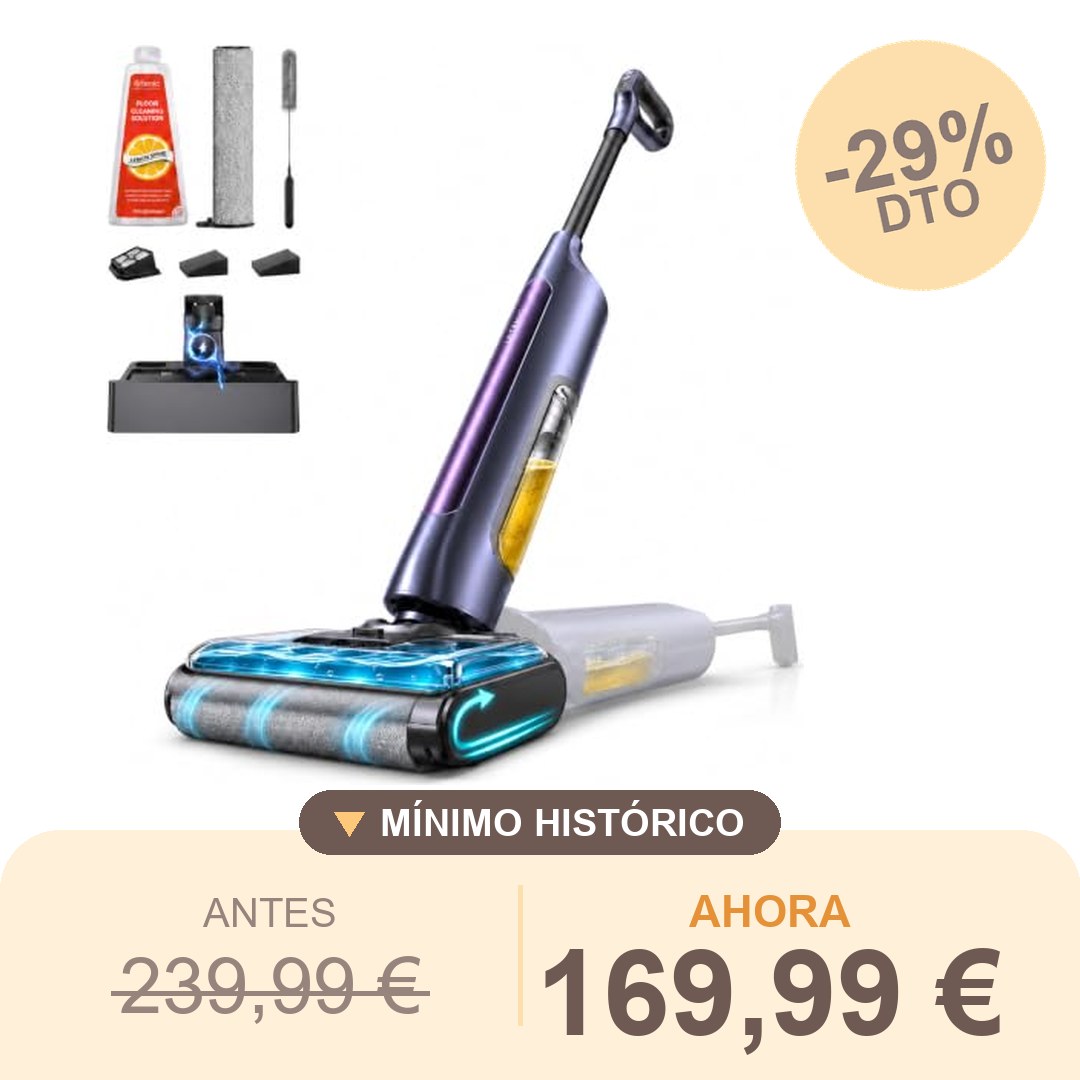 -29%
DTO
FLOOR
CLEANING
SOLUTION
MÍNIMO HISTÓRICO
ANTES
239,99 €
AHORA
169,99 €